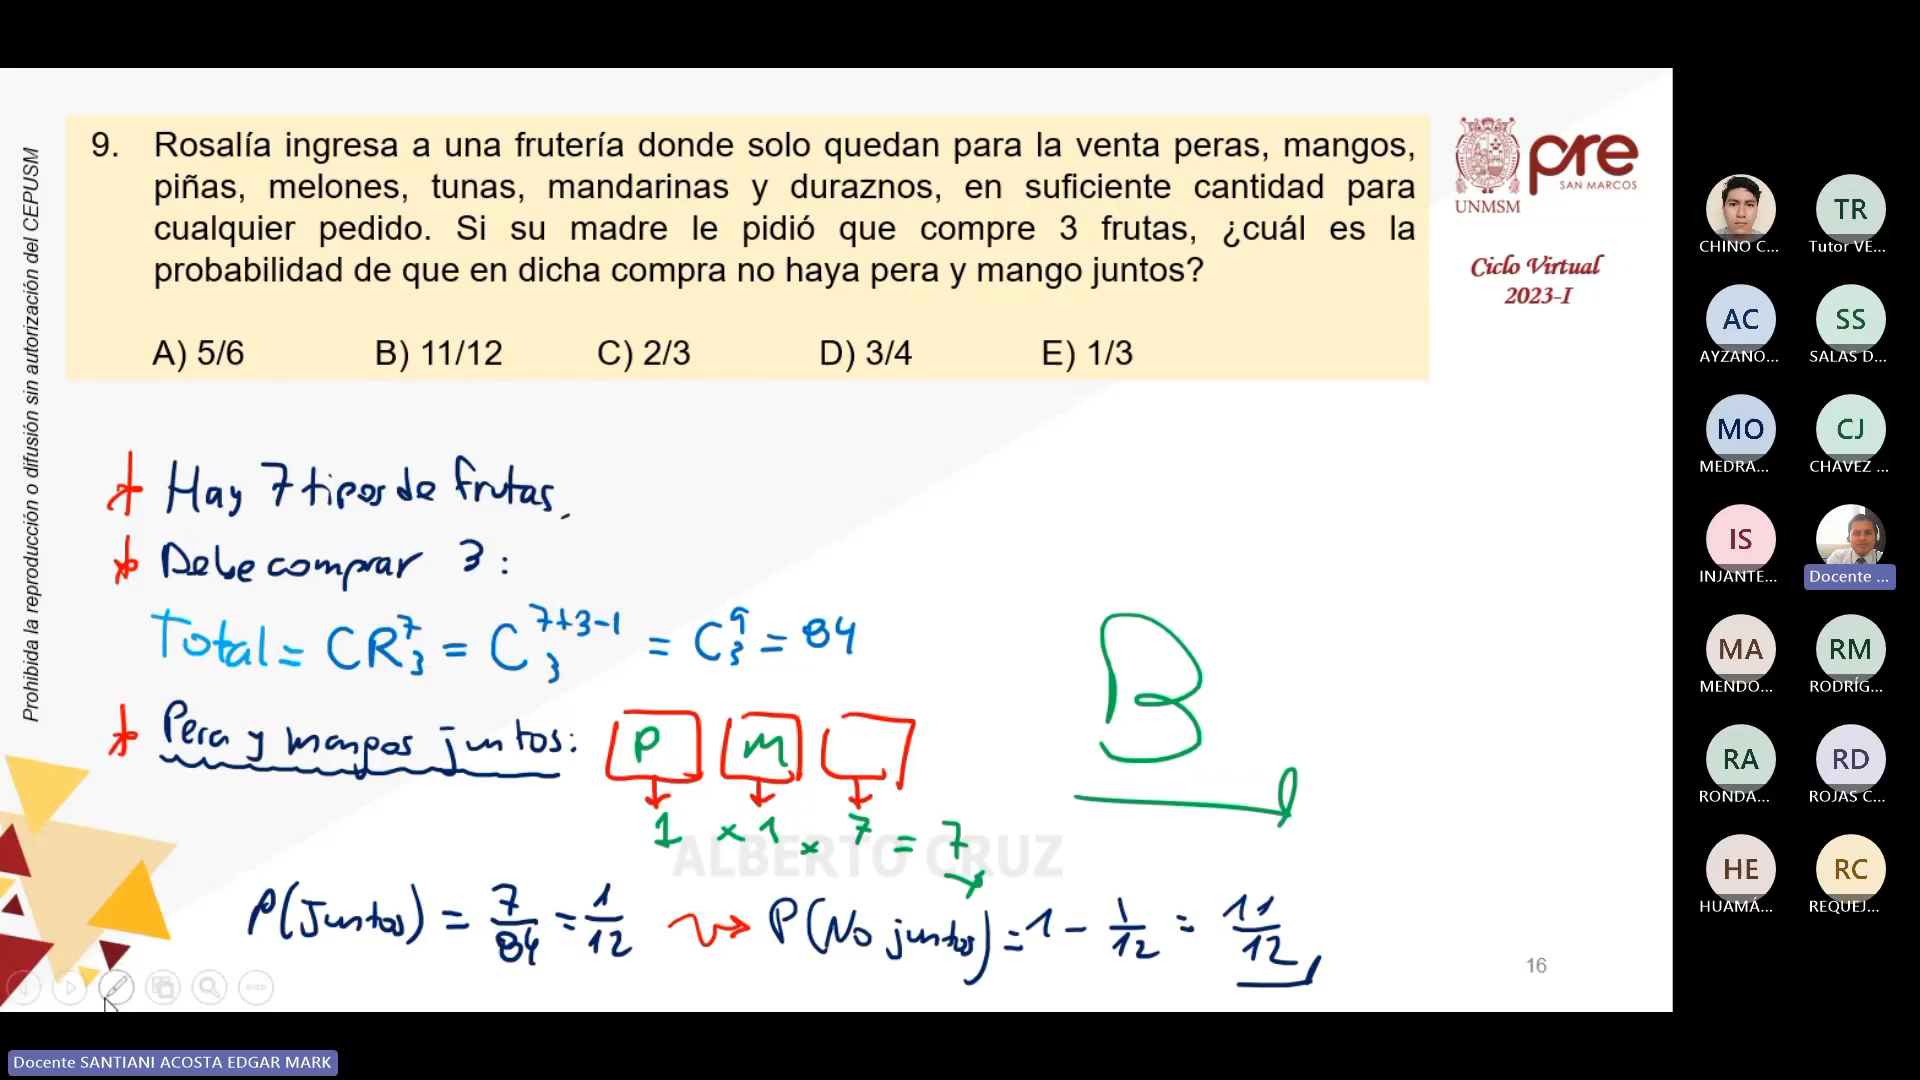 Prohibida la reproducción o difusión sin autorización del CEPUSM
9. Rosalía ingresa a una frutería donde solo quedan para la venta peras, mangos,
piñas, melones, tunas, mandarinas y duraznos, en suficiente cantidad para
cualquier pedido. Si su madre le pidió que compre 3 frutas, ¿cuál es la
probabilidad de que en dicha compra no haya pera y mango juntos?
A) 5/6 B) 11/12 C) 2/3 D) 3/4 E) 1/3
UNMSM
pre
SAN MARCOS
Ciclo Virtual
2023-I
* Hay 7 tipos de frutas.
* Debe comprar 3:
Total = CR₃⁷ = C₃⁷⁺³⁻¹ = C₃⁹ = 84
* Pera y mangos juntos: P M
1 × 1 × 7 = 7
ALBERTO CRUZ
P(Juntos) = 7/84 = 1/12 → P(No juntos) = 1 - 1/12 = 11/12
B
16
CHINO C...
Tutor VE...
AC
AYZANO...
SS
SALAS D...
MO
MEDRA...
CJ
CHAVEZ ...
IS
INJANTE...
Docente ...
MA
MENDO...
RM
RODRÍG...
RA
RONDA...
RD
ROJAS C...
HE
HUAMÁ...
RC
REQUEJ...
TR
Docente SANTIANI ACOSTA EDGAR MARK